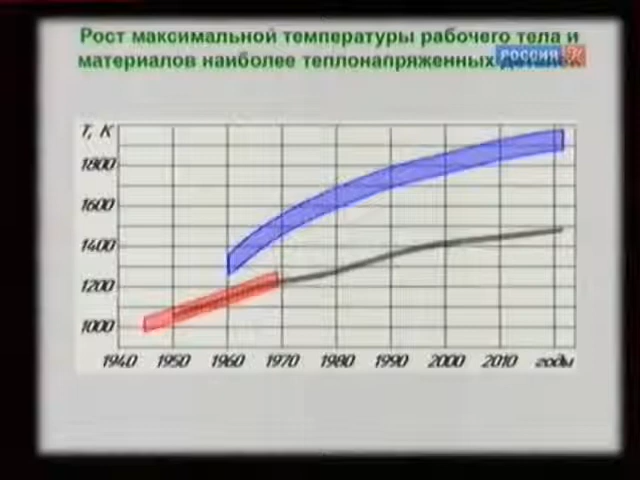 Рост максимальной температуры рабочего тела и
материалов наиболее теплонапряженных деталей
РОССИЯ К
T, К
1800
1600
1400
1200
1000
1940 1950 1960 1970 1980 1990 2000 2010 годы